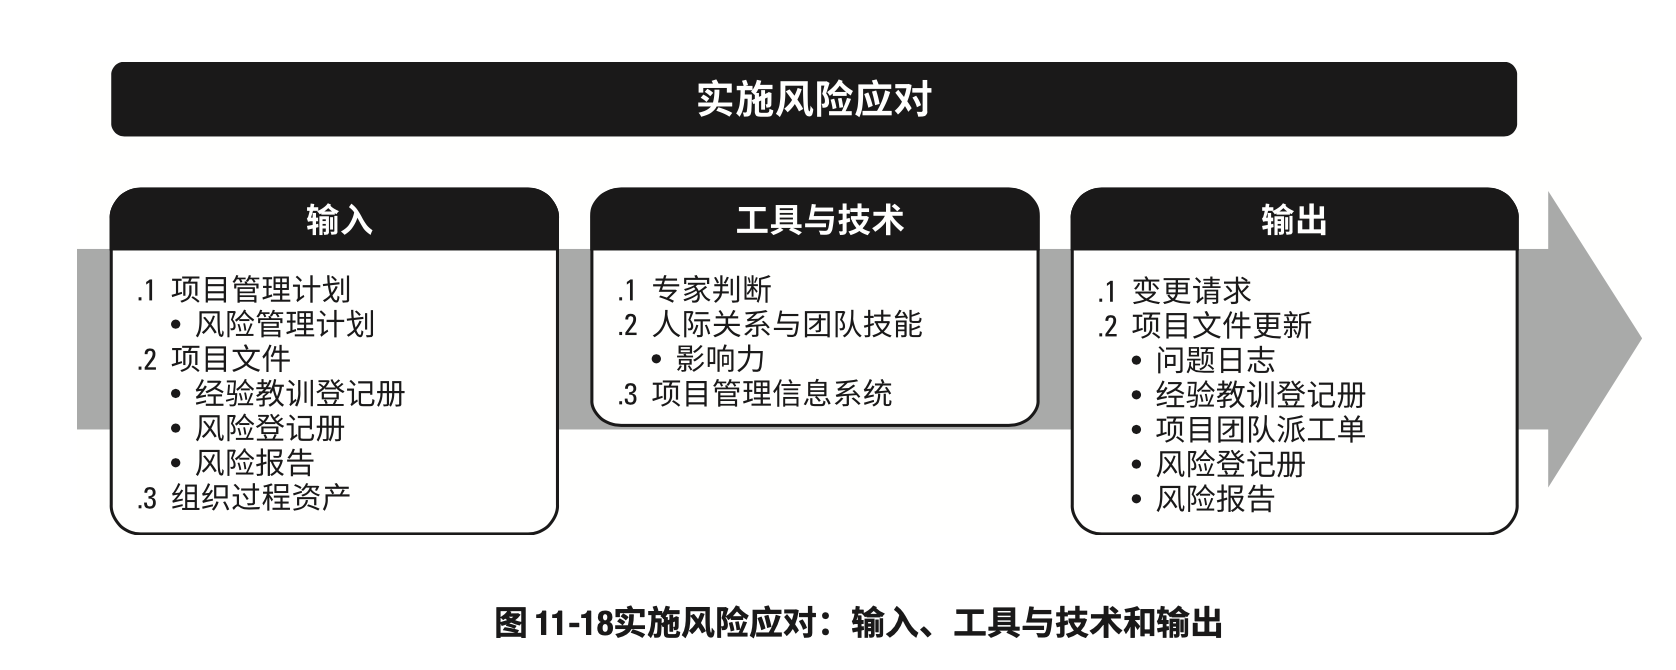 实施风险应对
输入
.1 项目管理计划
• 风险管理计划
.2 项目文件
• 经验教训登记册
• 风险登记册
• 风险报告
.3 组织过程资产
工具与技术
.1 专家判断
.2 人际关系与团队技能
• 影响力
.3 项目管理信息系统
输出
.1 变更请求
.2 项目文件更新
• 问题日志
• 经验教训登记册
• 项目团队派工单
• 风险登记册
• 风险报告
图 11-18实施风险应对：输入、工具与技术和输出